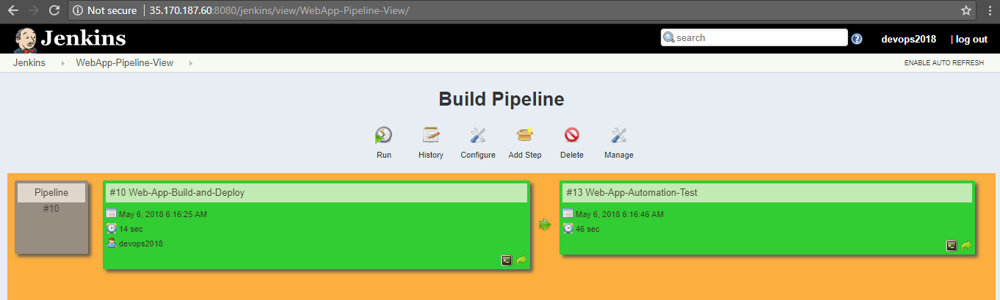 Not secure | 35.170.187.60:8080/jenkins/view/WebApp-Pipeline-View/
Jenkins search ? devops2018 | log out
Jenkins WebApp-Pipeline-View ENABLE AUTO REFRESH
Build Pipeline
Run History Configure Add Step Delete Manage
Pipeline
#10
#10 Web-App-Build-and-Deploy
May 6, 2018 6:16:25 AM
14 sec
devops2018
#13 Web-App-Automation-Test
May 6, 2018 6:16:46 AM
46 sec